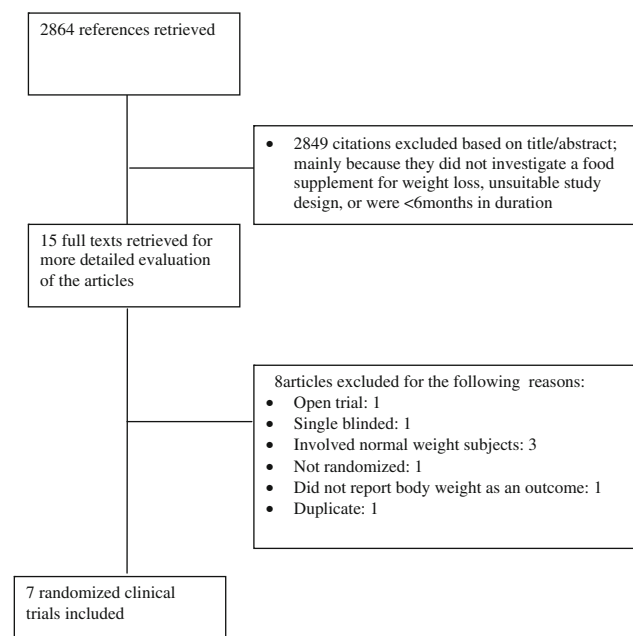 2864 references retrieved
• 2849 citations excluded based on title/abstract;
mainly because they did not investigate a food
supplement for weight loss, unsuitable study
design, or were <6months in duration
15 full texts retrieved for
more detailed evaluation
of the articles
8articles excluded for the following reasons:
• Open trial: 1
• Single blinded: 1
• Involved normal weight subjects: 3
• Not randomized: 1
• Did not report body weight as an outcome: 1
• Duplicate: 1
7 randomized clinical
trials included